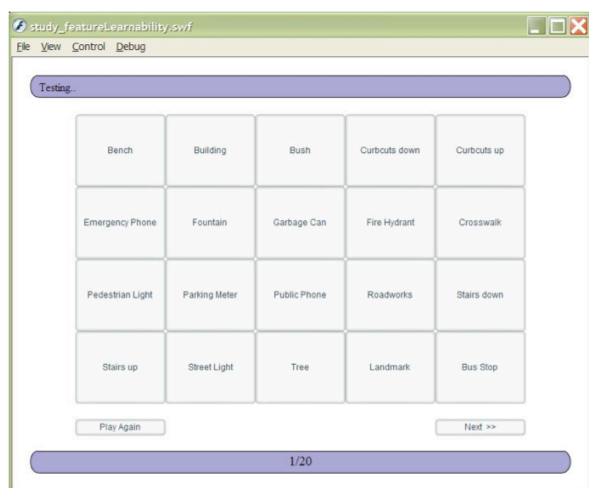 study_featureLearnability.swf
File View Control Debug
Testing..
Bench Building Bush Curbcuts down Curbcuts up
Emergency Phone Fountain Garbage Can Fire Hydrant Crosswalk
Pedestrian Light Parking Meter Public Phone Roadworks Stairs down
Stairs up Street Light Tree Landmark Bus Stop
Play Again Next >>
1/20